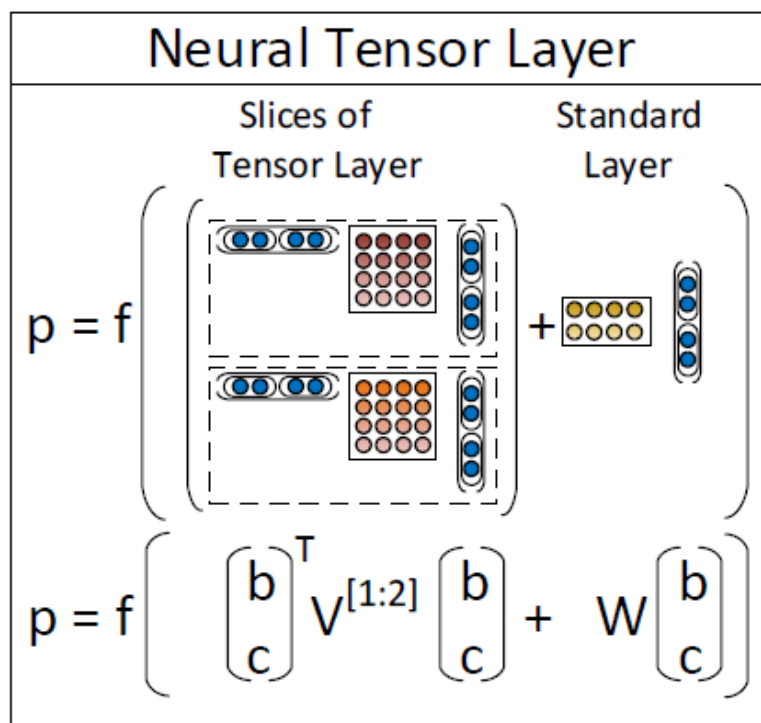 Neural Tensor Layer
Slices of Standard
Tensor Layer Layer
p = f +
p = f [b c]ᵀ V[1:2] [b c] + W [b c]